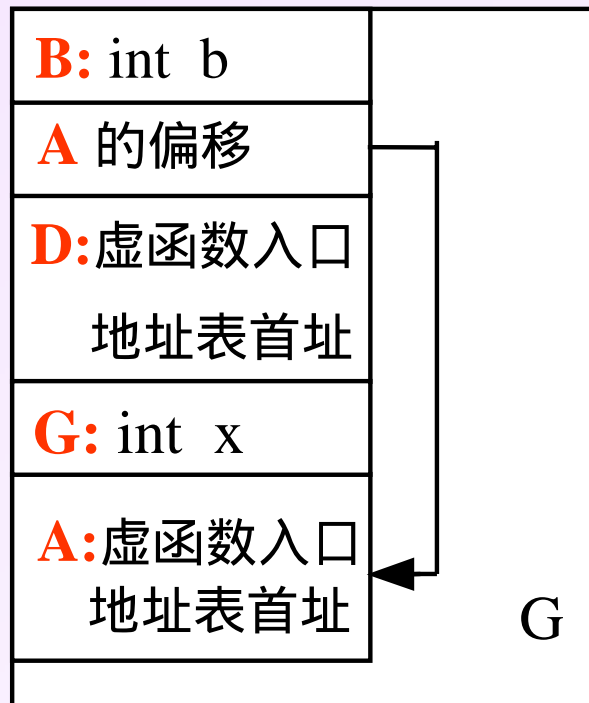 B: int b
A 的偏移
D:虚函数入口
地址表首址
G: int x
A:虚函数入口
地址表首址
G